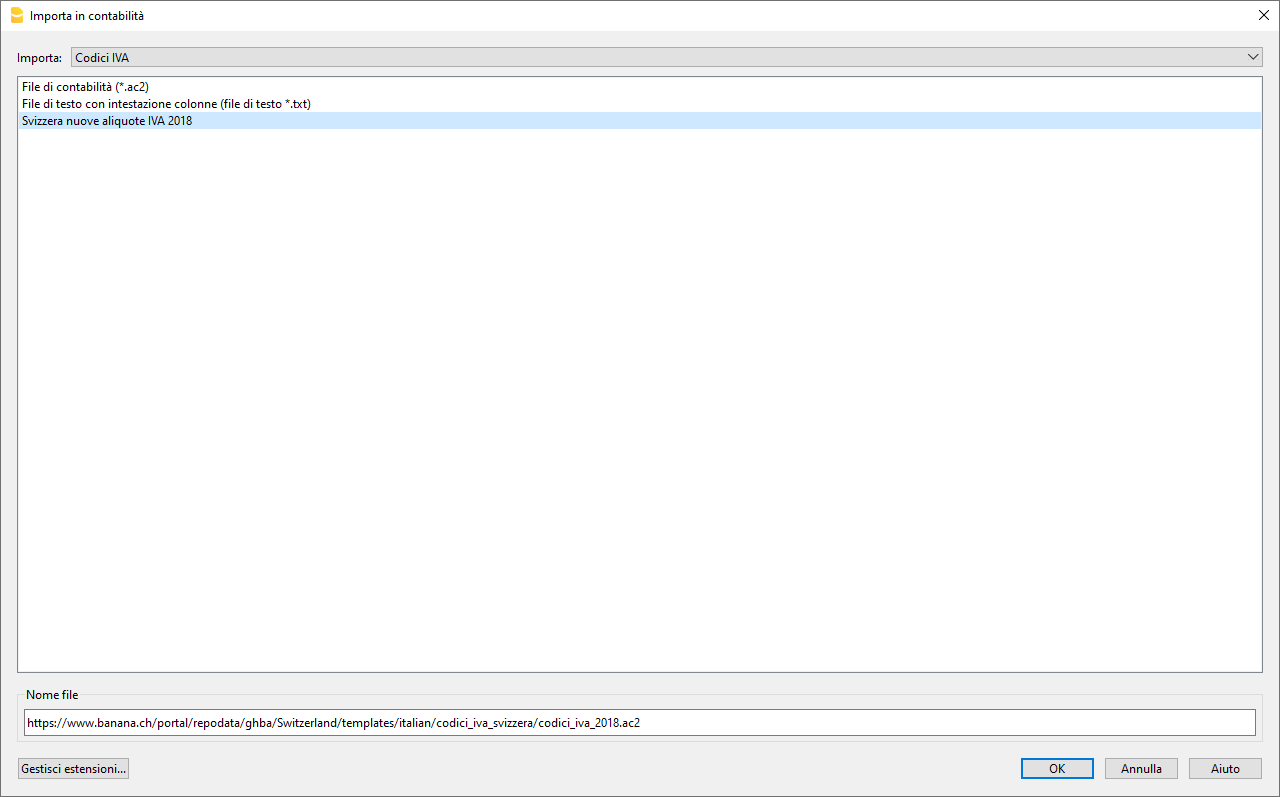 Importa in contabilità
Importa: Codici IVA
File di contabilità (*.ac2)
File di testo con intestazione colonne (file di testo *.txt)
Svizzera nuove aliquote IVA 2018
Nome file
https://www.banana.ch/portal/repodata/ghba/Switzerland/templates/italian/codici_iva_svizzera/codici_iva_2018.ac2
Gestisci estensioni... OK Annulla Aiuto